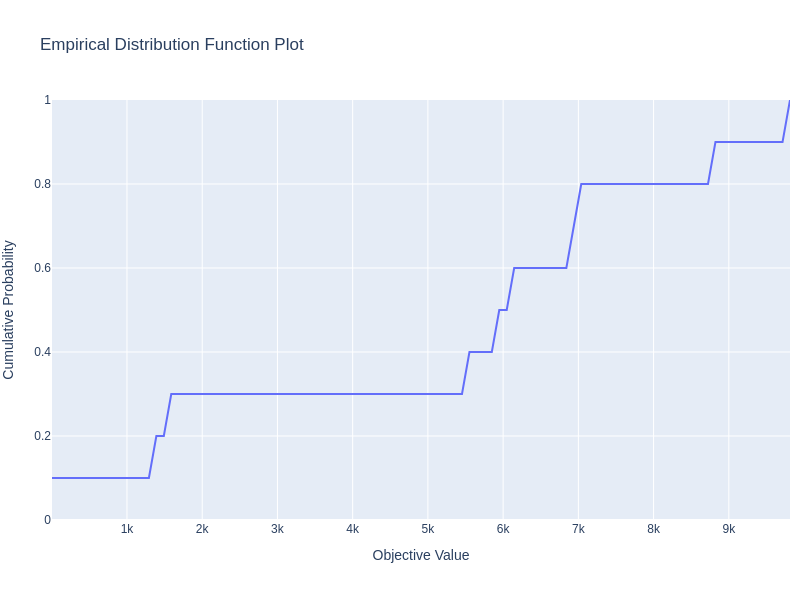 Empirical Distribution Function Plot
Cumulative Probability
1
0.8
0.6
0.4
0.2
0
1k 2k 3k 4k 5k 6k 7k 8k 9k
Objective Value